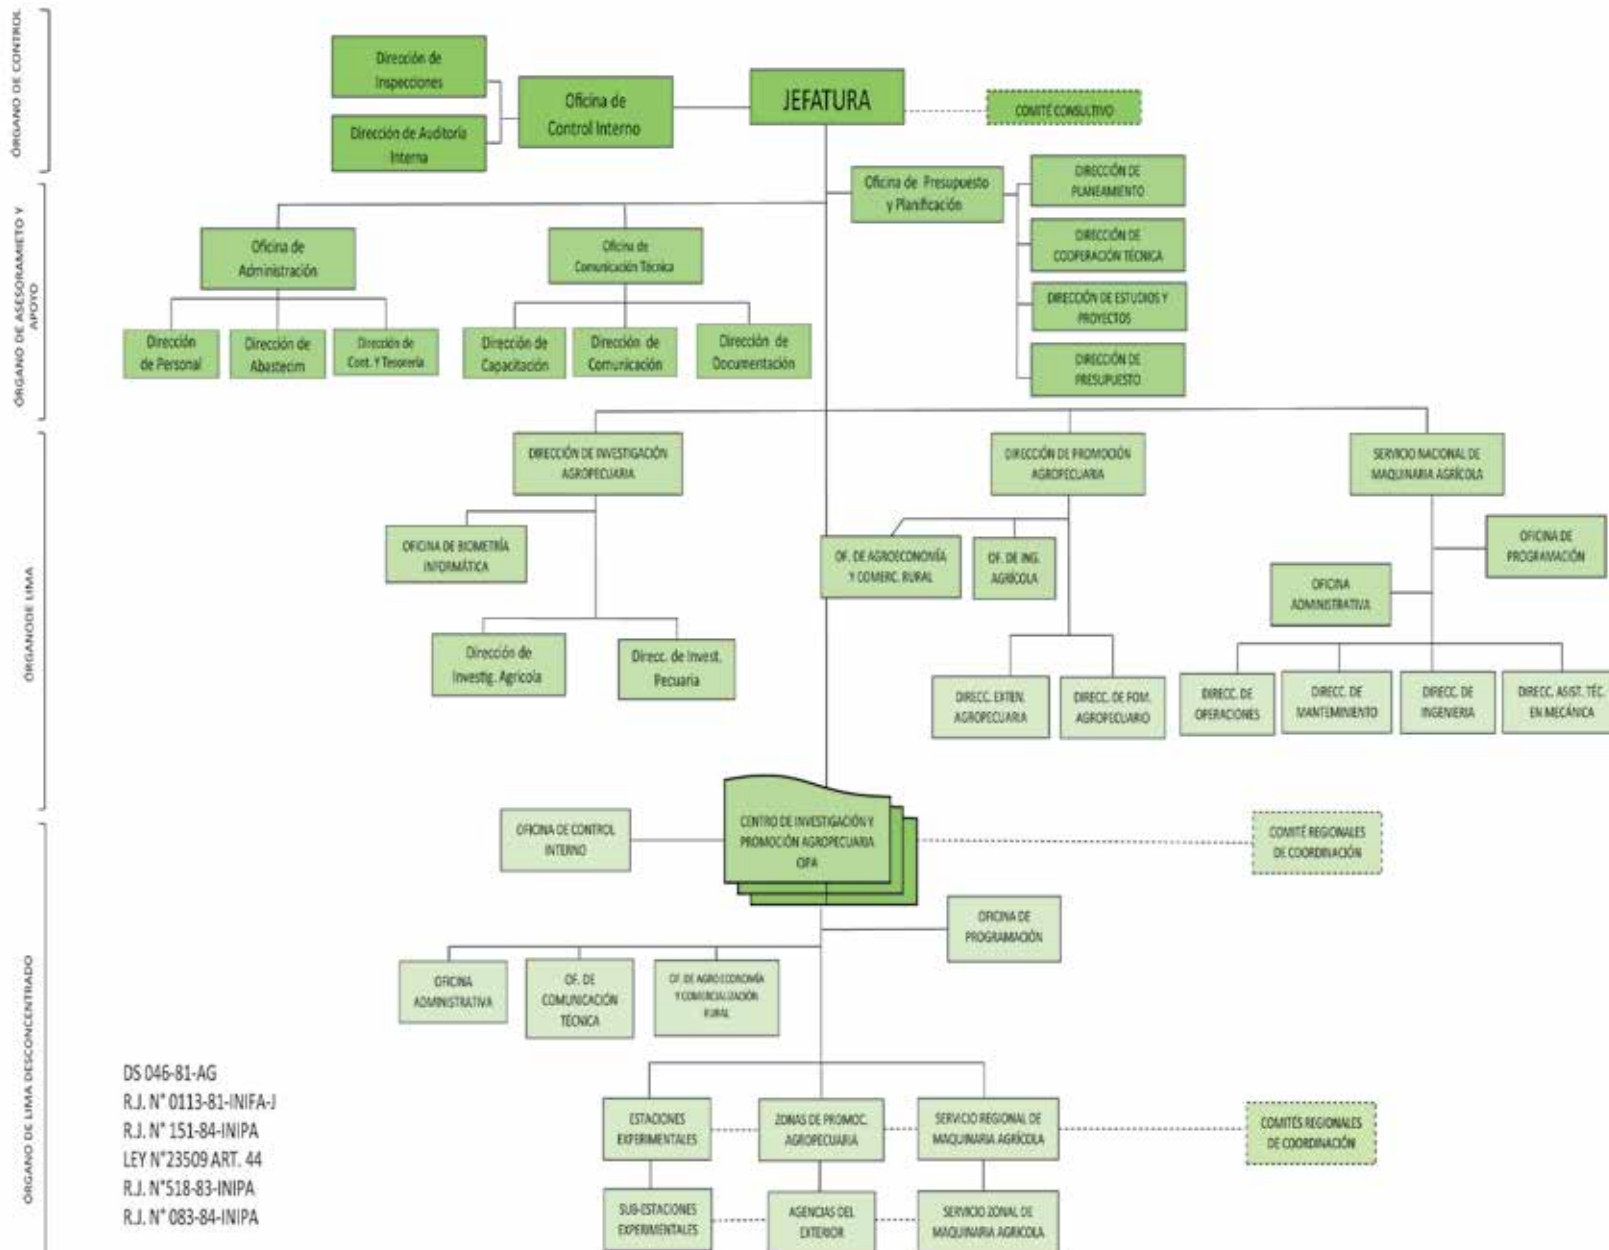 ÓRGANO DE CONTROL
Dirección de
Inspecciones
Dirección de Auditoría
Interna
Oficina de
Control Interno
JEFATURA
COMITÉ CONSULTIVO
ÓRGANO DE ASESORAMIETO Y
APOYO
Oficina de Presupuesto
y Planificación
DIRECCIÓN DE
PLANEAMIENTO
DIRECCIÓN DE
COOPERACIÓN TÉCNICA
DIRECCIÓN DE ESTUDIOS Y
PROYECTOS
DIRECCIÓN DE
PRESUPUESTO
Oficina de
Administración
Oficina de
Comunicación Técnica
Dirección
de Personal
Dirección de
Abastecim
Dirección de
Cont. Y Tesorería
Dirección de
Capacitación
Dirección de
Comunicación
Dirección de
Documentación
ÓRGANODE LIMA
DIRECCIÓN DE INVESTIGACIÓN
AGROPECUARIA
DIRECCIÓN DE PROMOCIÓN
AGROPECUARIA
SERVICIO NACIONAL DE
MAQUINARIA AGRÍCOLA
OFICINA DE BIOMETRÍA
INFORMÁTICA
OF. DE AGROECONOMÍA
Y COMERC. RURAL
OF. DE ING.
AGRÍCOLA
OFICINA DE
PROGRAMACIÓN
OFICINA
ADMINISTRATIVA
Dirección de
Investig. Agricola
Direcc. de Invest.
Pecuaria
DIRECC. EXTEN.
AGROPECUARIA
DIRECC. DE FOM.
AGROPECUARIO
DIRECC. DE
OPERACIONES
DIRECC. DE
MANTEMINIENTO
DIRECC. DE
INGENIERIA
DIRECC. ASIST. TÉC.
EN MECÁNICA
ÓRGANO DE LIMA DESCONCENTRADO
OFICINA DE CONTROL
INTERNO
CENTRO DE INVESTIGACIÓN Y
PROMOCIÓN AGROPECUARIA
CIPA
COMITÉ REGIONALES
DE COORDINACIÓN
OFICINA DE
PROGRAMACIÓN
OFICINA
ADMINISTRATIVA
OF. DE
COMUNICACIÓN
TÉCNICA
OF. DE AGROECONOMÍA
Y COMERCIALIZACIÓN
RURAL
ESTACIONES
EXPERIMENTALES
ZONAS DE PROMOC.
AGROPECUARIA
SERVICIO REGIONAL DE
MAQUINARIA AGRÍCOLA
COMITÉS REGIONALES
DE COORDINACIÓN
SUB-ESTACIONES
EXPERIMENTALES
AGENCIAS DEL
EXTERIOR
SERVICIO ZONAL DE
MAQUINARIA AGRICOLA
DS 046-81-AG
R.J. N° 0113-81-INIFA-J
R.J. N° 151-84-INIPA
LEY N°23509 ART. 44
R.J. N°518-83-INIPA
R.J. N° 083-84-INIPA